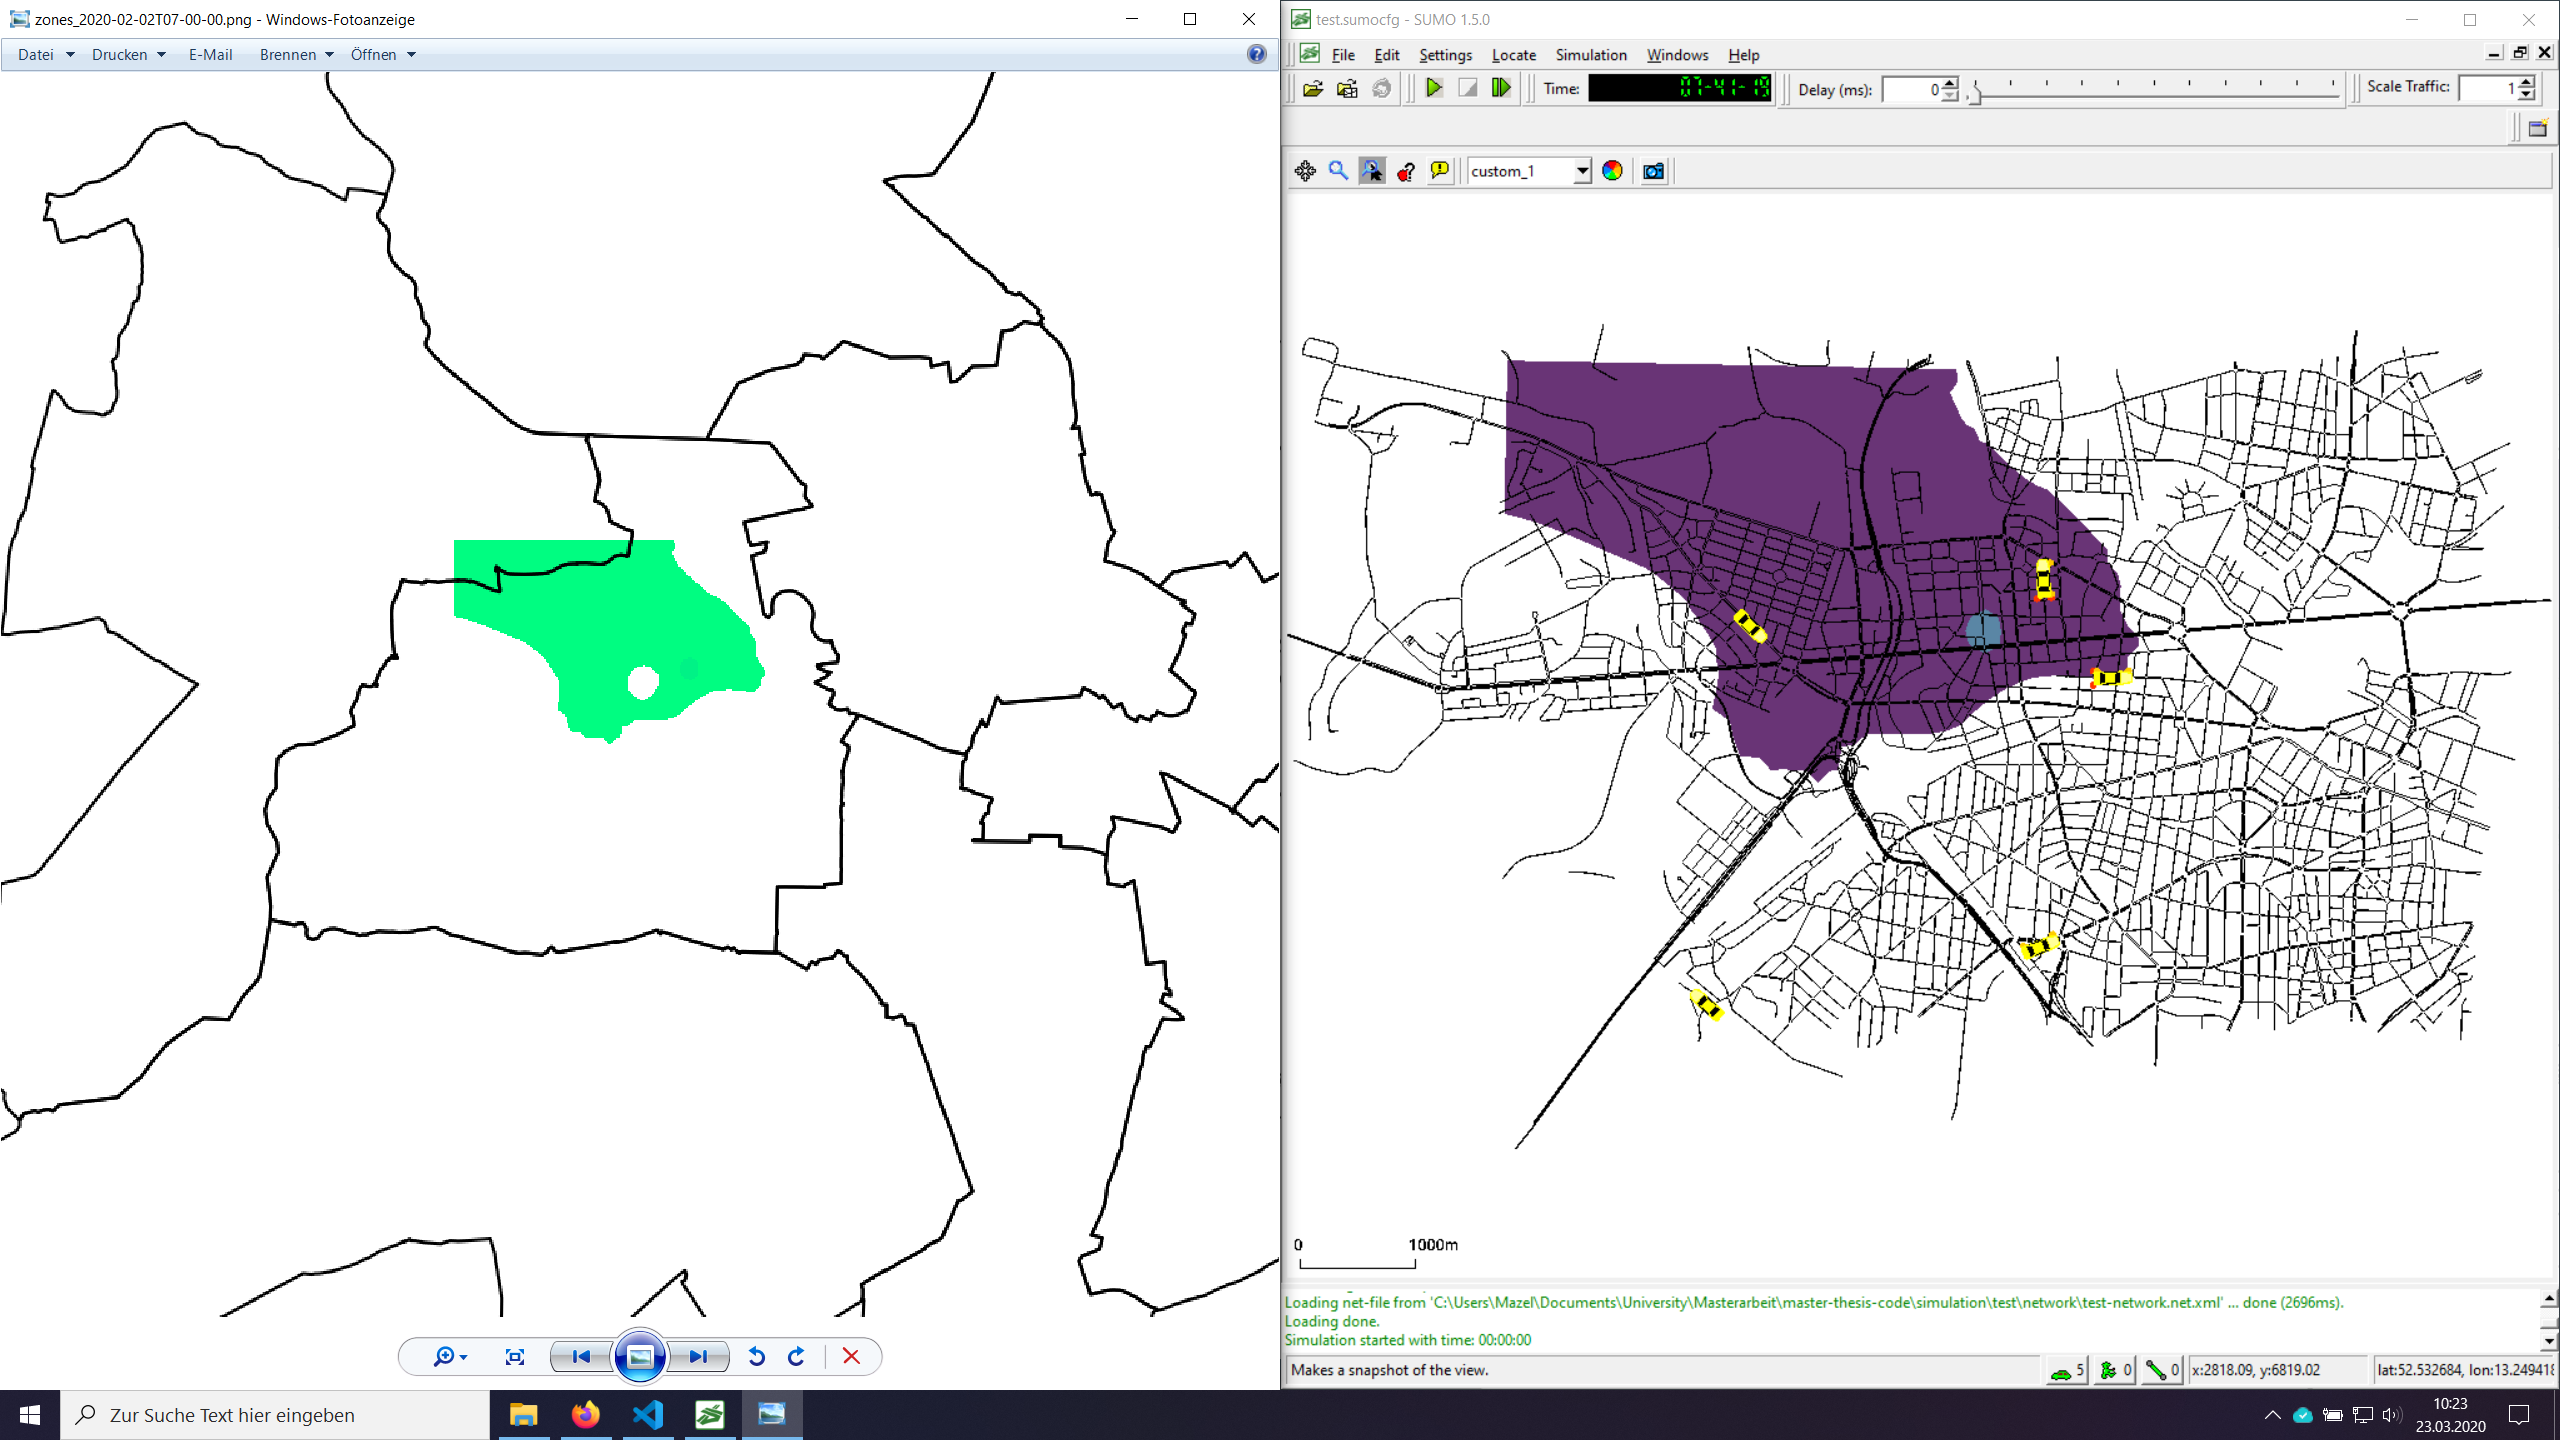 zones_2020-02-02T07-00-00.png - Windows-Fotoanzeige
Datei Drucken E-Mail Brennen Öffnen
test.sumocfg - SUMO 1.5.0
File Edit Settings Locate Simulation Windows Help
Time: 07-41-19 Delay (ms): 0 Scale Traffic: 1
custom_1
0 1000m
Loading net-file from 'C:\Users\Mazel\Documents\University\Masterarbeit\master-thesis-code\simulation\test\network\test-network.net.xml' ... done (2696ms).
Loading done.
Simulation started with time: 00:00:00
Makes a snapshot of the view. 5 0 0 x:2818.09, y:6819.02 lat:52.532684, lon:13.249418
Zur Suche Text hier eingeben
10:23
23.03.2020